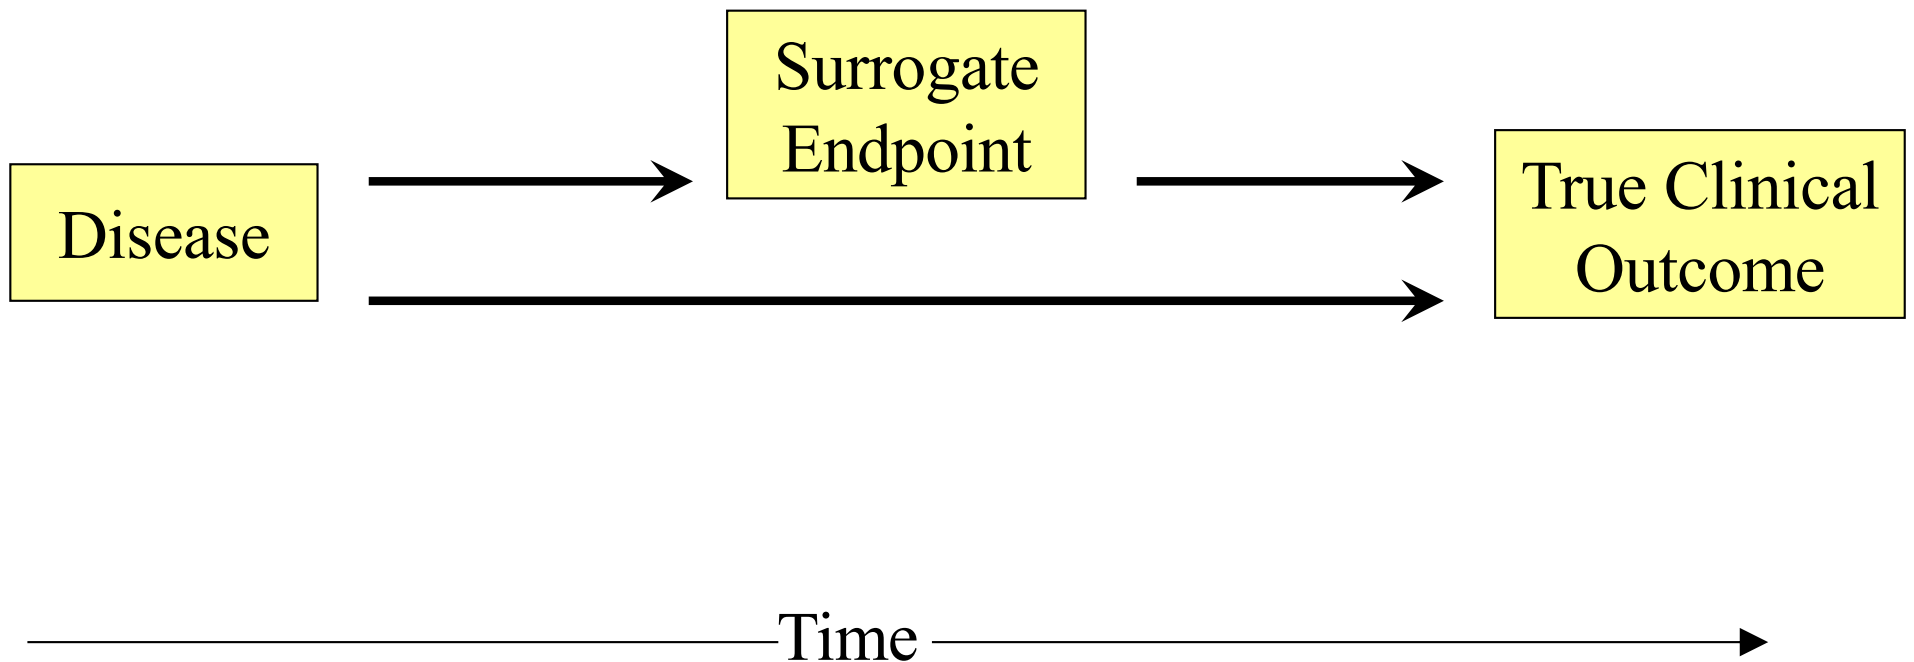 Disease
Surrogate
Endpoint
True Clinical
Outcome
Time